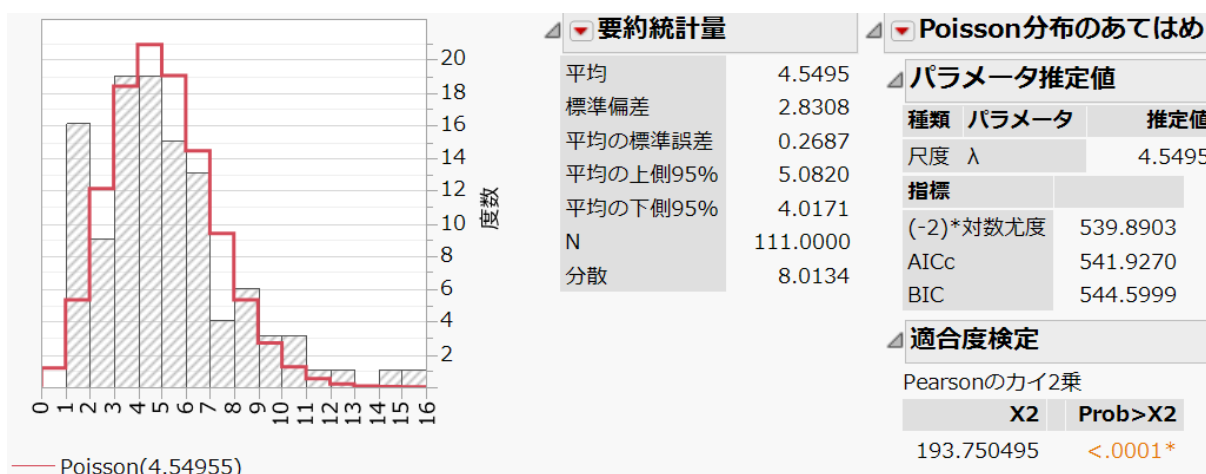 20
18
16
14
12
10
8
6
4
2
度数
0 1 2 3 4 5 6 7 8 9 10 11 12 13 14 15 16
Poisson(4.54955)
要約統計量
平均 4.5495
標準偏差 2.8308
平均の標準誤差 0.2687
平均の上側95% 5.0820
平均の下側95% 4.0171
N 111.0000
分散 8.0134
Poisson分布のあてはめ
パラメータ推定値
種類 パラメータ 推定値
尺度 λ 4.5495
指標
(-2)*対数尤度 539.8903
AICc 541.9270
BIC 544.5999
適合度検定
Pearsonのカイ2乗
X2 Prob>X2
193.750495 <.0001*